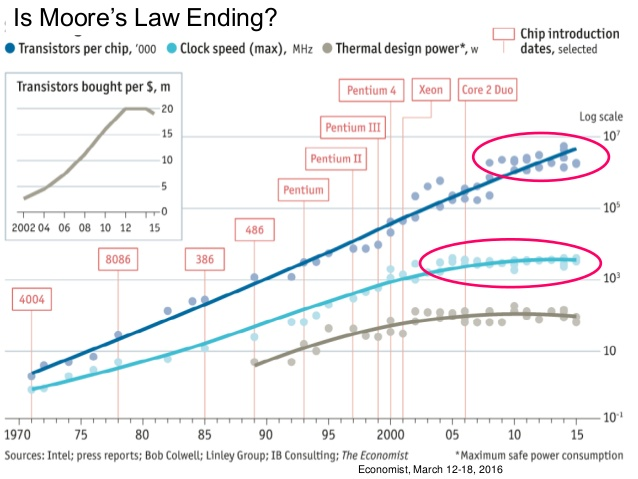 Is Moore's Law Ending?
Transistors per chip, '000
Clock speed (max), MHz
Thermal design power*, w
Chip introduction
dates, selected
Transistors bought per $, m
20
15
10
5
0
2002 04 06 08 10 12 15
Pentium 4
Xeon
Core 2 Duo
Log scale
Pentium III
Pentium II
Pentium
486
8086
386
4004
10⁷
10⁵
10³
10
10⁻¹
1970 75 80 85 90 95 2000 05 10 15
Sources: Intel; press reports; Bob Colwell; Linley Group; IB Consulting; The Economist
*Maximum safe power consumption
Economist, March 12-18, 2016